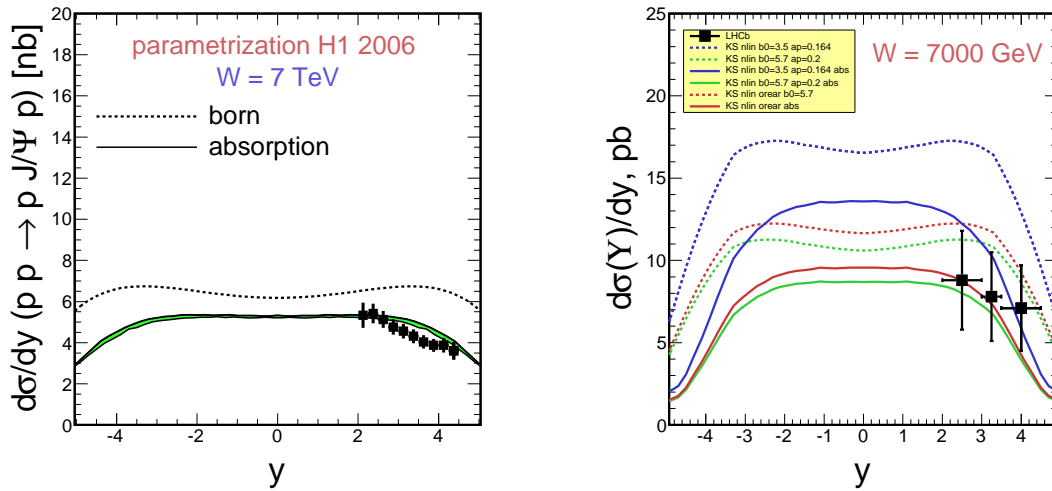 dσ/dy (p p → p J/Ψ p) [nb]
20
18
16
14
12
10
8
6
4
2
0
parametrization H1 2006
W = 7 TeV
born
absorption
-4
-2
0
2
4
y
dσ(Υ)/dy, pb
25
20
15
10
5
0
LHCb
KS nlin b0=3.5 ap=0.164
KS nlin b0=5.7 ap=0.2
KS nlin b0=3.5 ap=0.164 abs
KS nlin b0=5.7 ap=0.2 abs
KS nlin orear b0=5.7
KS nlin orear abs
W = 7000 GeV
-4
-3
-2
-1
0
1
2
3
4
y